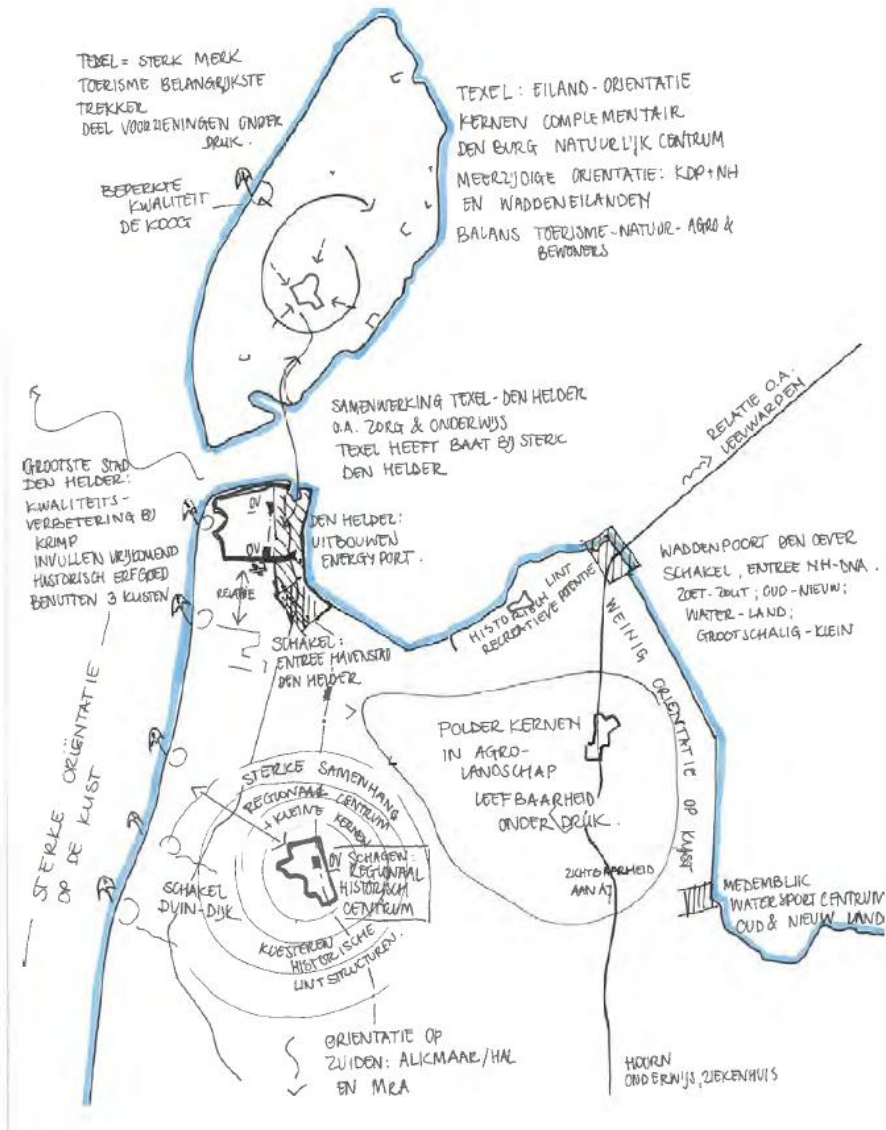 TEXEL = STERK MERK
TOERISME BELANGRIJKSTE
TREKKER
DEEL VOORZIENINGEN ONDER
DRUK.
BEPERKTE
KWALITEIT
DE KOOG
TEXEL: EILAND-ORIENTATIE
KERNEN COMPLEMENTAIR
DEN BURG NATUURLIJK CENTRUM
MEERZIJDIGE ORIENTATIE: KOP+NH
EN WADDENEILANDEN
BALANS TOERISME-NATUUR-AGRO &
BEWONERS
SAMENWERKING TEXEL-DEN HELDER
O.A. ZORG & ONDERWIJS
TEXEL HEEFT BAAT BIJ STERK
DEN HELDER
RELATIE O.A.
LEEUWARDEN
GROOTSTE STAD
DEN HELDER:
KWALITEITS-
VERBETERING BIJ
KRIMP
INVULLEN VRIJKOMEND
HISTORISCH ERFGOED
BENUTTEN 3 KUSTEN
OV
OV
RELATIE
DEN HELDER:
UITBOUWEN
ENERGYPORT.
SCHAKEL:
ENTREE HAVENSTAD
DEN HELDER
HISTORISCH LINT
RECREATIEVE POTENTIE
WADDENPOORT DEN OEVER
SCHAKEL, ENTREE NH-DNA.
ZOET-ZOUT; OUD-NIEUW;
WATER-LAND;
GROOTSCHALIG-KLEIN
WEINIG ORIENTATIE OP KUST
STERKE ORIËNTATIE
OP DE KUST
POLDER KERNEN
IN AGRO-
LANDSCHAP
LEEFBAARHEID
ONDER DRUK.
STERKE SAMENHANG
REGIONAAL CENTRUM
+ KLEINE KERNEN
OV SCHAGEN:
REGIONAAL
HISTORISCH
CENTRUM
SCHAKEL
DUIN-DIJK
KOESTEREN
HISTORISCHE
LINTSTRUCTUREN.
ZICHTBAARHEID
AAN A7
MEDEMBLIK
WATERSPORT CENTRUM
OUD & NIEUW LAND
ORIENTATIE OP
ZUIDEN: ALKMAAR/HAL
EN MRA
HOORN
ONDERWIJS, ZIEKENHUIS